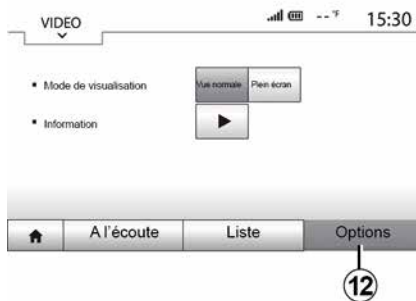 VIDEO -- °F 15:30
▪ Mode de visualisation Vue normale Plein écran
▪ Information
A l'écoute Liste Options
12